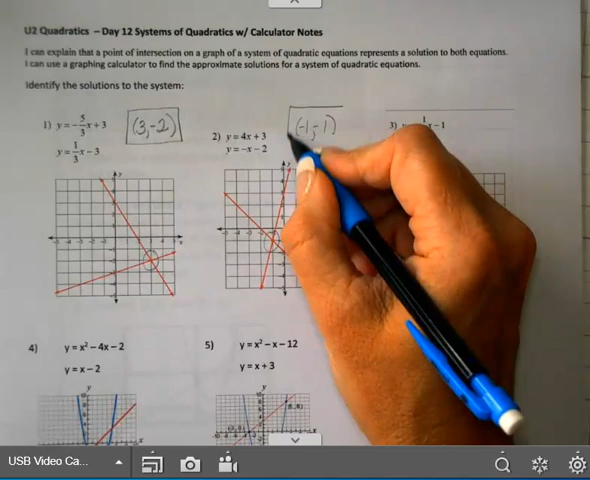 U2 Quadratics – Day 12 Systems of Quadratics w/ Calculator Notes
I can explain that a point of intersection on a graph of a system of quadratic equations represents a solution to both equations.
I can use a graphing calculator to find the approximate solutions for a system of quadratic equations.
Identify the solutions to the system:
1) y = -5/3x + 3
(3,-2)
y = 1/3x - 3
2) y = 4x + 3
(-1,-1)
y = -x - 2
3)
1
x - 1
4) y = x² - 4x - 2
y = x - 2
5) y = x² - x - 12
y = x + 3
USB Video Ca...